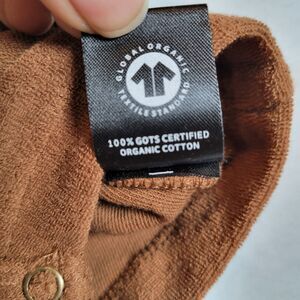 GLOBAL ORGANIC
TEXTILE STANDARD
100% GOTS CERTIFIED
ORGANIC COTTON